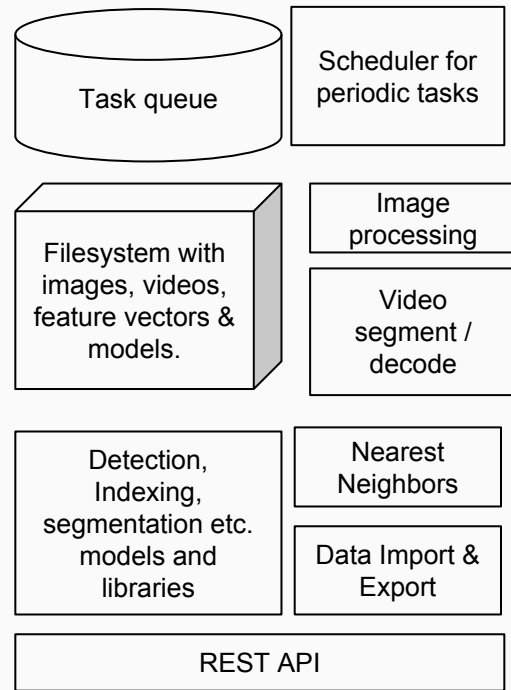 Task queue
Scheduler for
periodic tasks
Filesystem with
images, videos,
feature vectors &
models.
Image
processing
Video
segment /
decode
Detection,
Indexing,
segmentation etc.
models and
libraries
Nearest
Neighbors
Data Import &
Export
REST API